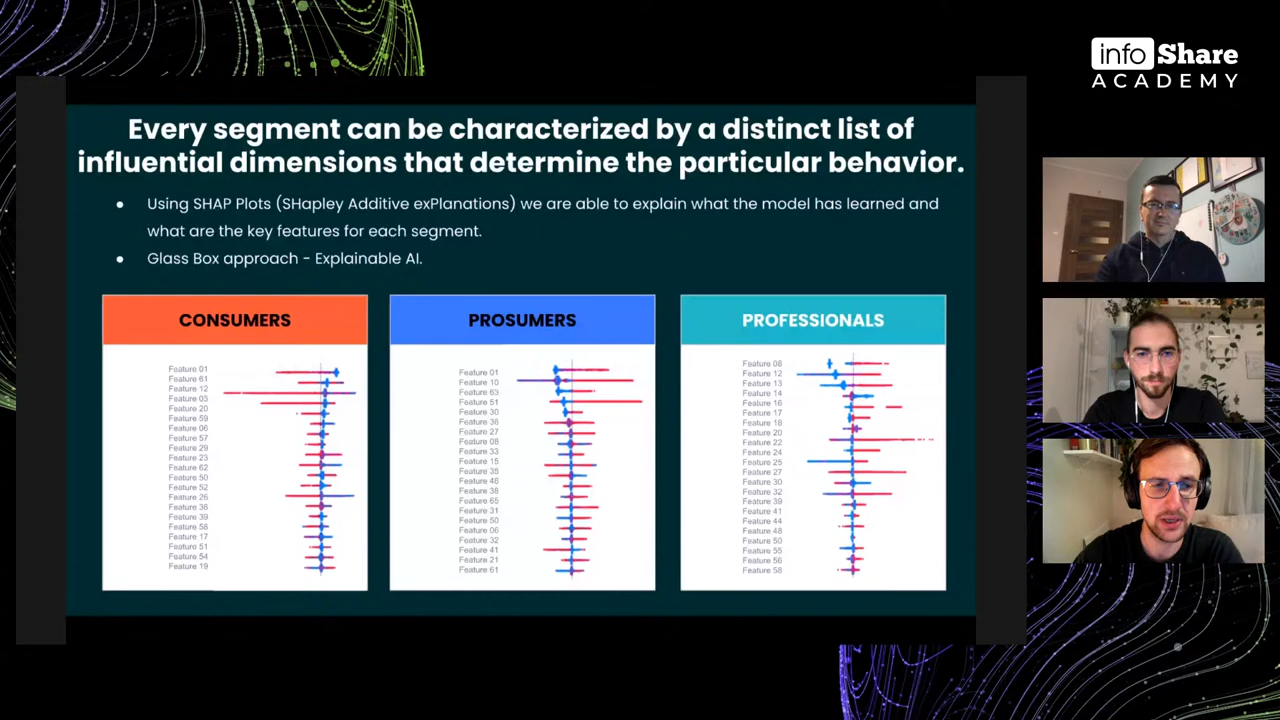 info Share
ACADEMY
Every segment can be characterized by a distinct list of
influential dimensions that determine the particular behavior.
● Using SHAP Plots (SHapley Additive exPlanations) we are able to explain what the model has learned and
what are the key features for each segment.
● Glass Box approach - Explainable AI.
CONSUMERS
Feature 01
Feature 61
Feature 12
Feature 03
Feature 20
Feature 59
Feature 06
Feature 57
Feature 29
Feature 23
Feature 62
Feature 50
Feature 52
Feature 26
Feature 38
Feature 39
Feature 58
Feature 17
Feature 51
Feature 54
Feature 19
PROSUMERS
Feature 01
Feature 10
Feature 63
Feature 51
Feature 30
Feature 36
Feature 27
Feature 08
Feature 33
Feature 15
Feature 35
Feature 46
Feature 38
Feature 65
Feature 31
Feature 50
Feature 06
Feature 32
Feature 41
Feature 21
Feature 61
PROFESSIONALS
Feature 08
Feature 12
Feature 13
Feature 14
Feature 16
Feature 17
Feature 18
Feature 20
Feature 22
Feature 24
Feature 25
Feature 27
Feature 30
Feature 32
Feature 39
Feature 41
Feature 44
Feature 48
Feature 50
Feature 55
Feature 56
Feature 58